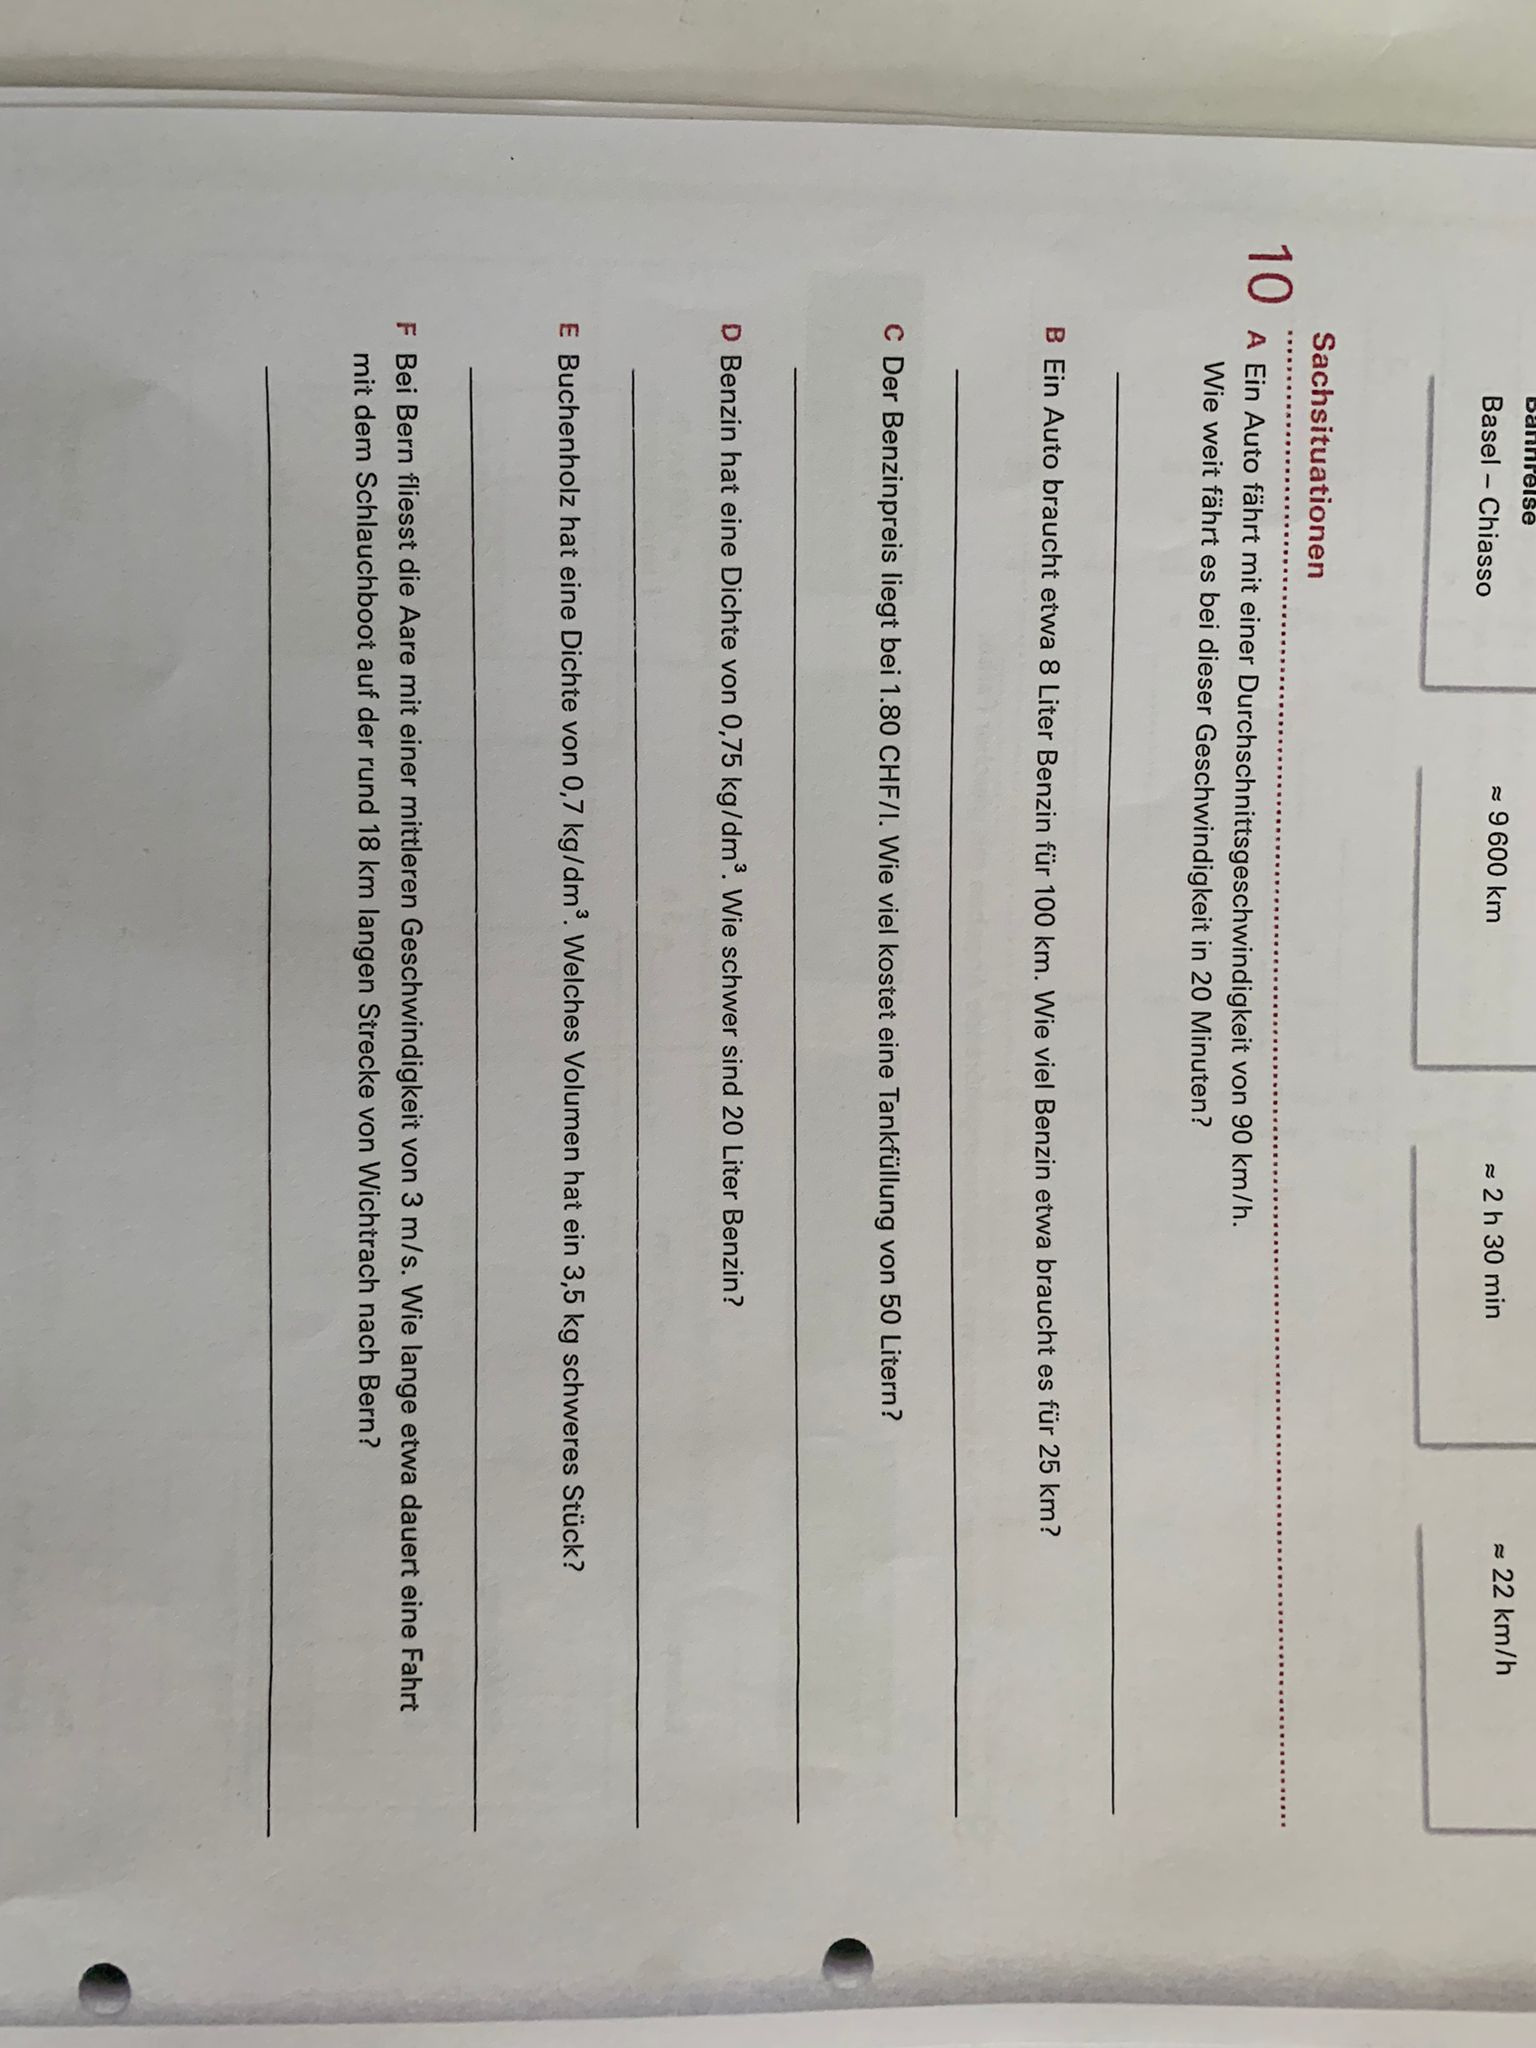 Basel – Chiasso
≈ 9 600 km
≈ 2 h 30 min
≈ 22 km/h
Sachsituationen
10 A Ein Auto fährt mit einer Durchschnittsgeschwindigkeit von 90 km/h.
Wie weit fährt es bei dieser Geschwindigkeit in 20 Minuten?
B Ein Auto braucht etwa 8 Liter Benzin für 100 km. Wie viel Benzin etwa braucht es für 25 km?
C Der Benzinpreis liegt bei 1.80 CHF/l. Wie viel kostet eine Tankfüllung von 50 Litern?
D Benzin hat eine Dichte von 0,75 kg/dm³. Wie schwer sind 20 Liter Benzin?
E Buchenholz hat eine Dichte von 0,7 kg/dm³. Welches Volumen hat ein 3,5 kg schweres Stück?
F Bei Bern fliesst die Aare mit einer mittleren Geschwindigkeit von 3 m/s. Wie lange etwa dauert eine Fahrt
mit dem Schlauchboot auf der rund 18 km langen Strecke von Wichtrach nach Bern?